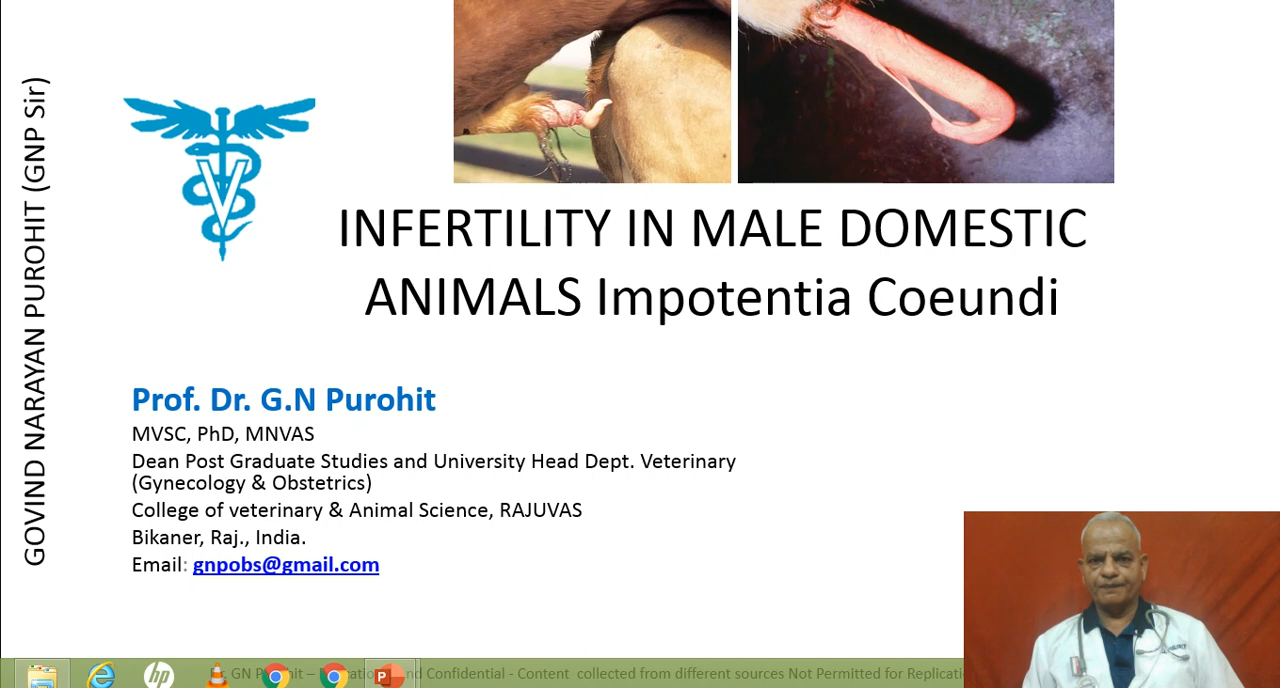 GOVIND NARAYAN PUROHIT (GNP Sir)
V
INFERTILITY IN MALE DOMESTIC
ANIMALS Impotentia Coeundi
Prof. Dr. G.N Purohit
MVSC, PhD, MNVAS
Dean Post Graduate Studies and University Head Dept. Veterinary
(Gynecology & Obstetrics)
College of veterinary & Animal Science, RAJUVAS
Bikaner, Raj., India.
Email: gnpobs@gmail.com
hp
P
GN Confidential - Content collected from different sources Not Permitted for